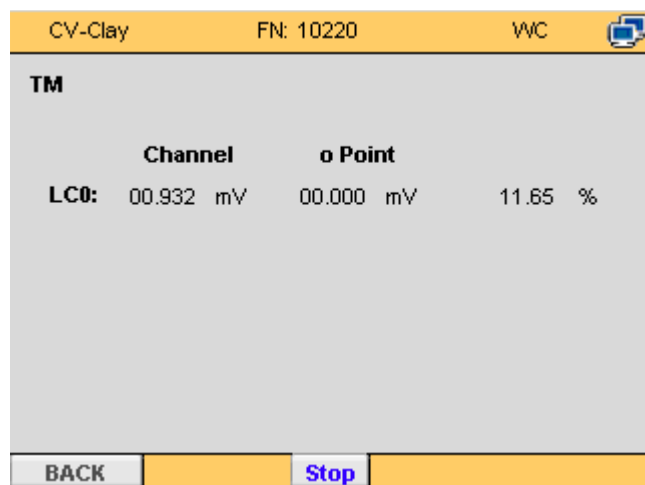 CV-Clay FN: 10220 WC
TM
Channel o Point
LC0: 00.932 mV 00.000 mV 11.65 %
BACK Stop